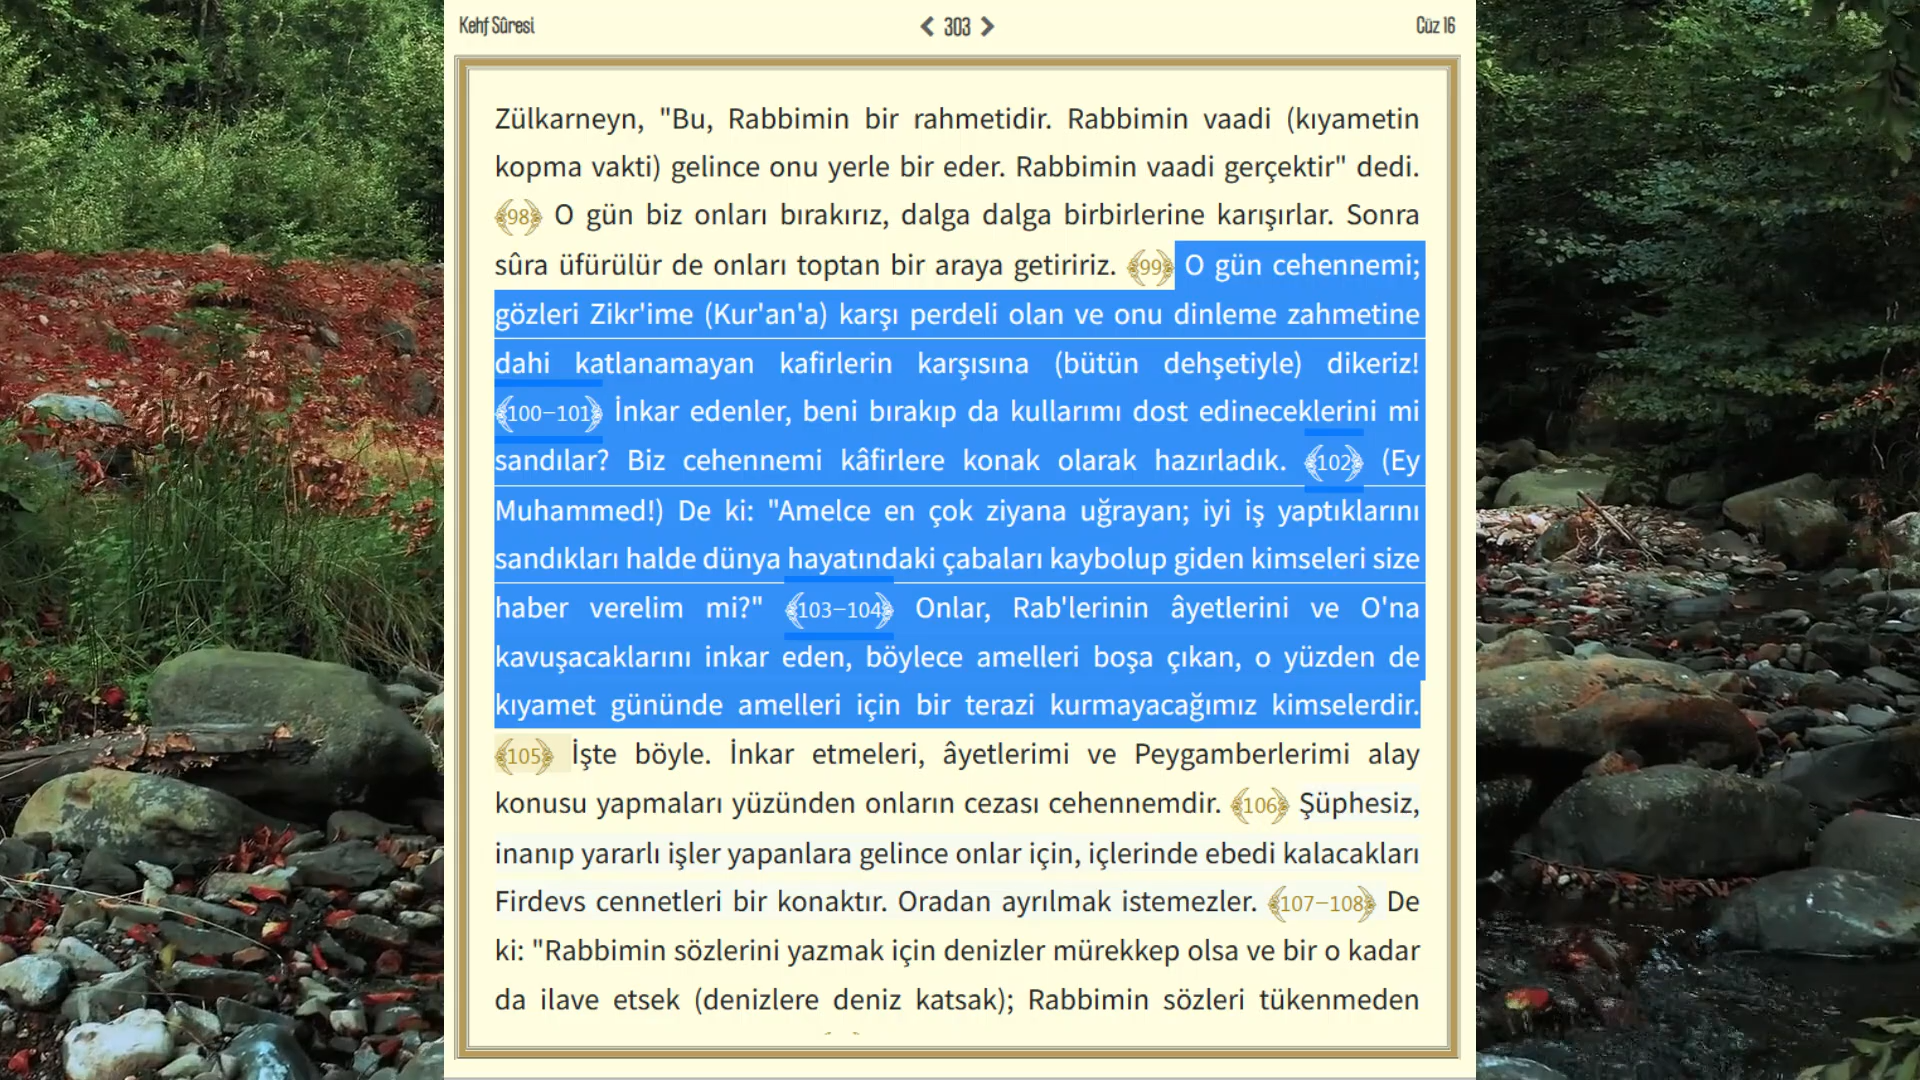 Kehf Sûresi
303
Cüz 16
Zülkarneyn, "Bu, Rabbimin bir rahmetidir. Rabbimin vaadi (kıyametin
kopma vakti) gelince onu yerle bir eder. Rabbimin vaadi gerçektir" dedi.
﴾98﴿ O gün biz onları bırakırız, dalga dalga birbirlerine karışırlar. Sonra
sûra üfürülür de onları toptan bir araya getiririz. ﴾99﴿ O gün cehennemi;
gözleri Zikr'ime (Kur'an'a) karşı perdeli olan ve onu dinleme zahmetine
dahi katlanamayan kafirlerin karşısına (bütün dehşetiyle) dikeriz!
﴾100–101﴿ İnkar edenler, beni bırakıp da kullarımı dost edineceklerini mi
sandılar? Biz cehennemi kâfirlere konak olarak hazırladık. ﴾102﴿ (Ey
Muhammed!) De ki: "Amelce en çok ziyana uğrayan; iyi iş yaptıklarını
sandıkları halde dünya hayatındaki çabaları kaybolup giden kimseleri size
haber verelim mi?" ﴾103–104﴿ Onlar, Rab'lerinin âyetlerini ve O'na
kavuşacaklarını inkar eden, böylece amelleri boşa çıkan, o yüzden de
kıyamet gününde amelleri için bir terazi kurmayacağımız kimselerdir.
﴾105﴿ İşte böyle. İnkar etmeleri, âyetlerimi ve Peygamberlerimi alay
konusu yapmaları yüzünden onların cezası cehennemdir. ﴾106﴿ Şüphesiz,
inanıp yararlı işler yapanlara gelince onlar için, içlerinde ebedi kalacakları
Firdevs cennetleri bir konaktır. Oradan ayrılmak istemezler. ﴾107–108﴿ De
ki: "Rabbimin sözlerini yazmak için denizler mürekkep olsa ve bir o kadar
da ilave etsek (denizlere deniz katsak); Rabbimin sözleri tükenmeden